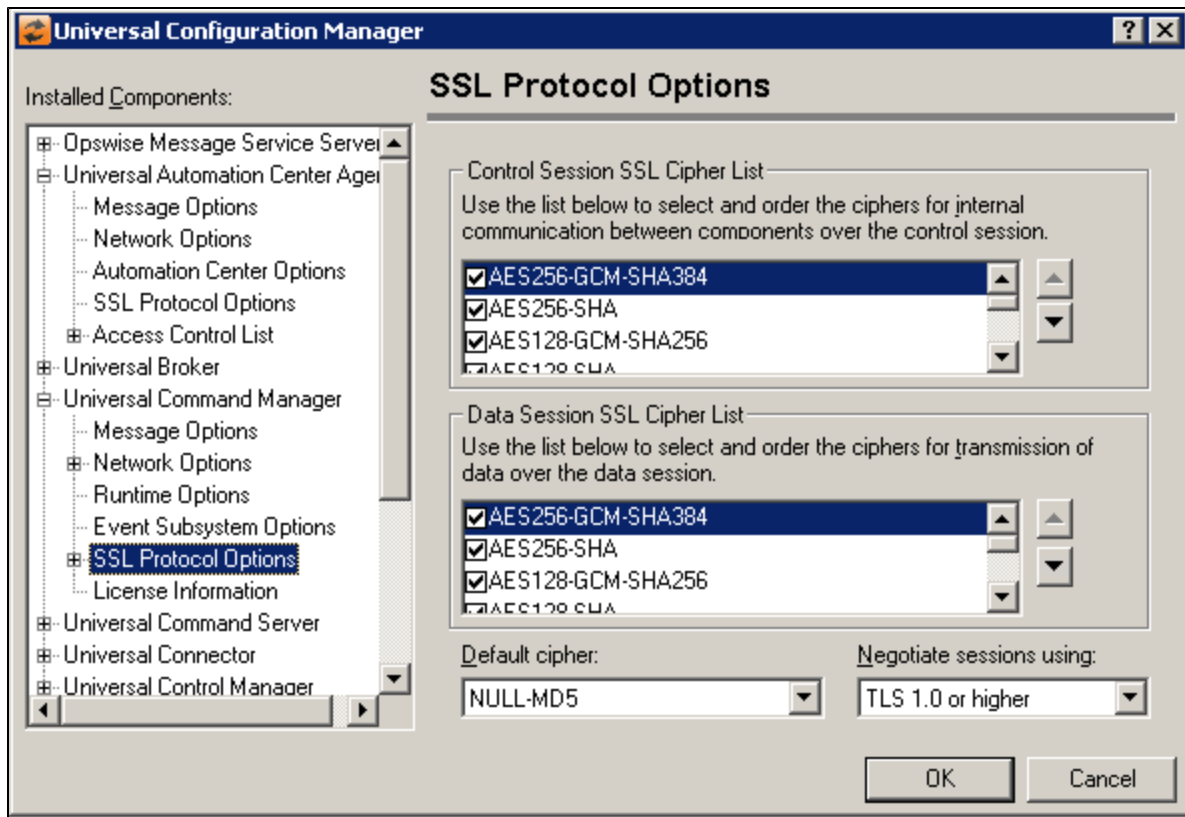 Universal Configuration Manager
Installed Components:
Opswise Message Service Server
Universal Automation Center Agen
Message Options
Network Options
Automation Center Options
SSL Protocol Options
Access Control List
Universal Broker
Universal Command Manager
Message Options
Network Options
Runtime Options
Event Subsystem Options
SSL Protocol Options
License Information
Universal Command Server
Universal Connector
Universal Control Manager
SSL Protocol Options
Control Session SSL Cipher List
Use the list below to select and order the ciphers for internal
communication between components over the control session.
AES256-GCM-SHA384
AES256-SHA
AES128-GCM-SHA256
AES128-SHA
Data Session SSL Cipher List
Use the list below to select and order the ciphers for transmission of
data over the data session.
AES256-GCM-SHA384
AES256-SHA
AES128-GCM-SHA256
AES128-SHA
Default cipher:
NULL-MD5
Negotiate sessions using:
TLS 1.0 or higher
OK
Cancel